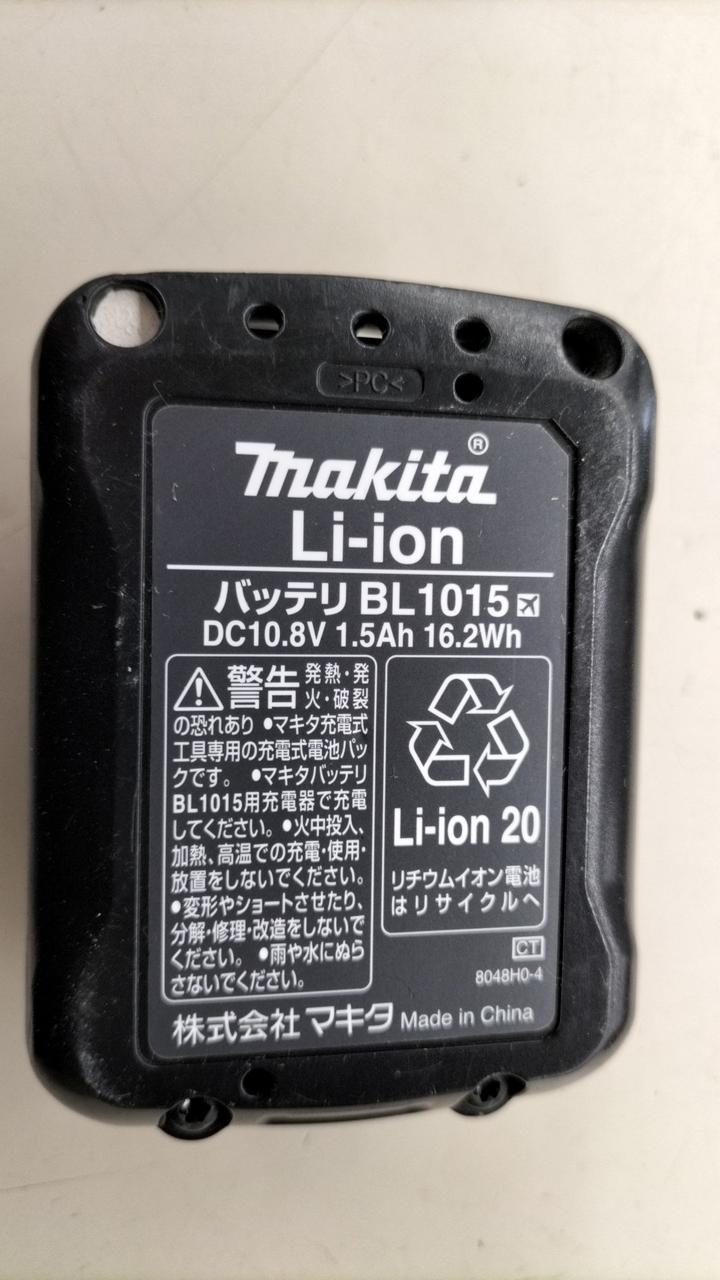 >PC<
makita®
Li-ion
バッテリ BL1015
DC10.8V 1.5Ah 16.2Wh
警告 発熱・発
火・破裂
の恐れあり ●マキタ充電式
工具専用の充電式電池パッ
クです。 ●マキタバッテリ
BL1015用充電器で充電
してください。●火中投入、
加熱、高温での充電・使用・
放置をしないでください。
●変形やショートさせたり、
分解・修理・改造をしないで
ください。 ●雨や水にぬら
さないでください。
Li-ion 20
リチウムイオン電池
はリサイクルへ
CT
8048H0-4
株式会社 マキタ Made in China